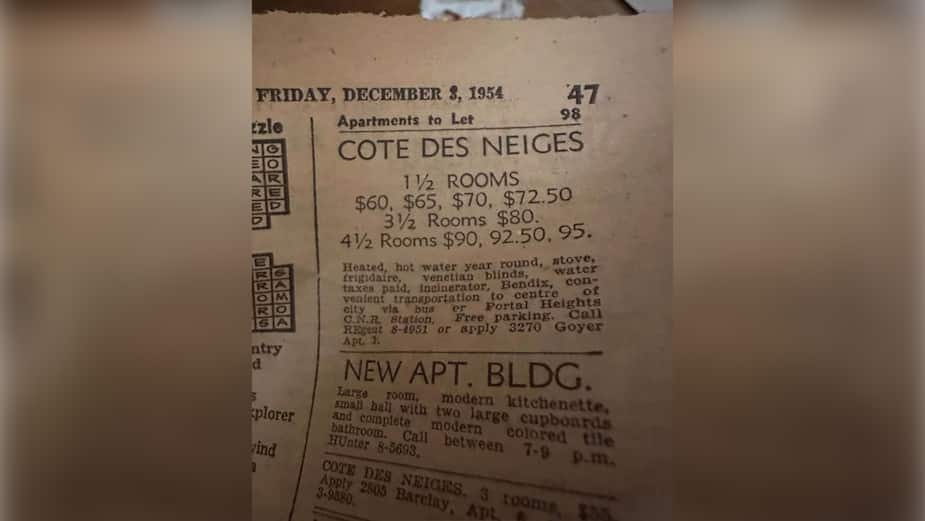 FRIDAY, DECEMBER 3, 1954 47
Apartments to Let 98
COTE DES NEIGES
1½ ROOMS
$60, $65, $70, $72.50
3½ Rooms $80.
4½ Rooms $90, 92.50, 95.
Heated, hot water year round, stove,
frigidaire, venetian blinds, water
taxes paid, incinerator, Bendix, con-
venient transportation to centre of
city via bus or Portal Heights
C.N.R. Station. Free parking. Call
REgent 8-4951 or apply 3270 Goyer
Apt. 1.
NEW APT. BLDG.
Large room, modern kitchenette,
small hall with two large cupboards
and complete modern colored tile
bathroom. Call between 7-9 p.m.
HUnter 8-5693.
COTE DES NEIGES. 3 rooms, $55
Apply 2805 Barclay, Apt.
3-9580.
zzle
N G
E O
A R
R E
E D
D
E
R S
R A
O M
R O
S A
ntry
d
s
xplorer
vind
n